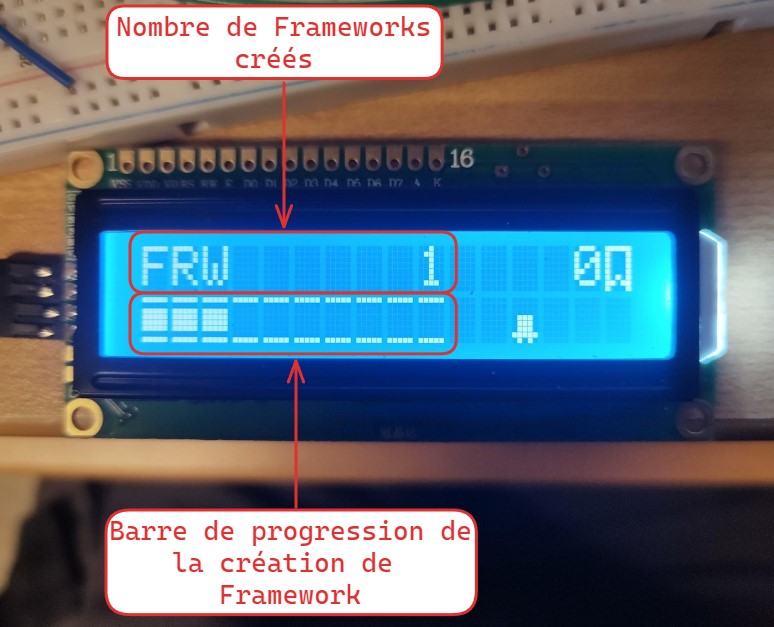 Nombre de Frameworks
créés
1
16
VSS VDD V0 RS RW E D0 D1 D2 D3 D4 D5 D6 D7 A K
FRW 1 0
Barre de progression de
la création de
Framework